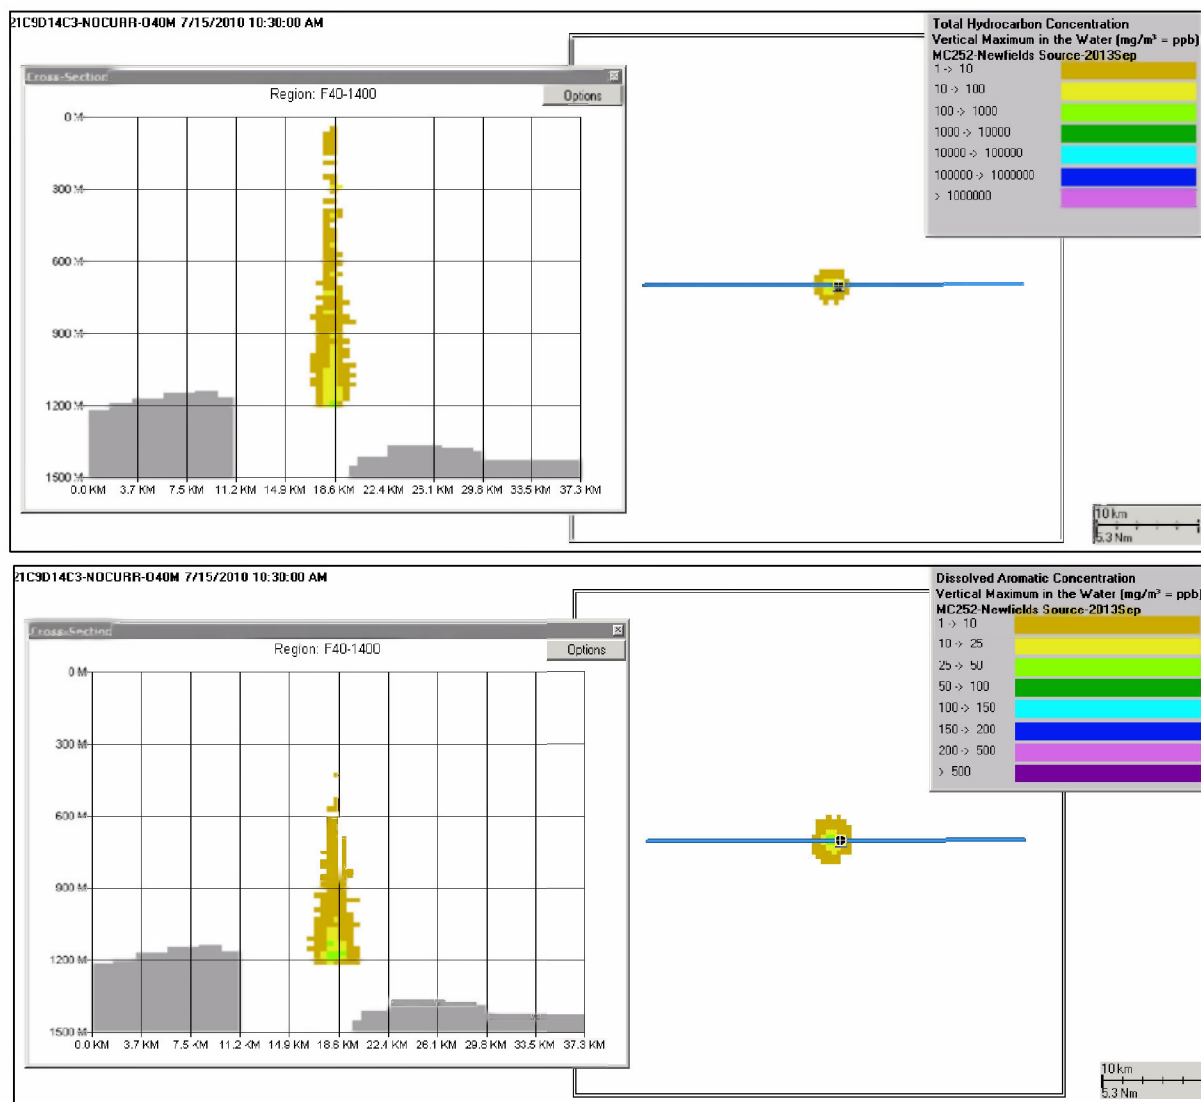 21C9D14C3-NOCURR-O40M 7/15/2010 10:30:00 AM
Total Hydrocarbon Concentration
Vertical Maximum in the Water (mg/m³ = ppb)
MC252-Newfields Source-2013Sep
1 -> 10
10 -> 100
100 -> 1000
1000 -> 10000
10000 -> 100000
100000 -> 1000000
> 1000000
Cross-Section
Region: F40-1400
Options
0 M
300 M
600 M
900 M
1200 M
1500 M
0.0 KM 3.7 KM 7.5 KM 11.2 KM 14.9 KM 18.6 KM 22.4 KM 26.1 KM 29.8 KM 33.5 KM 37.3 KM
10 km
5.3 Nm
21C9D14C3-NOCURR-O40M 7/15/2010 10:30:00 AM
Dissolved Aromatic Concentration
Vertical Maximum in the Water (mg/m³ = ppb)
MC252-Newfields Source-2013Sep
1 -> 10
10 -> 25
25 -> 50
50 -> 100
100 -> 150
150 -> 200
200 -> 500
> 500
Cross-Section
Region: F40-1400
Options
0 M
300 M
600 M
900 M
1200 M
1500 M
0.0 KM 3.7 KM 7.5 KM 11.2 KM 14.9 KM 18.6 KM 22.4 KM 26.1 KM 29.8 KM 33.5 KM 37.3 KM
10 km
5.3 Nm